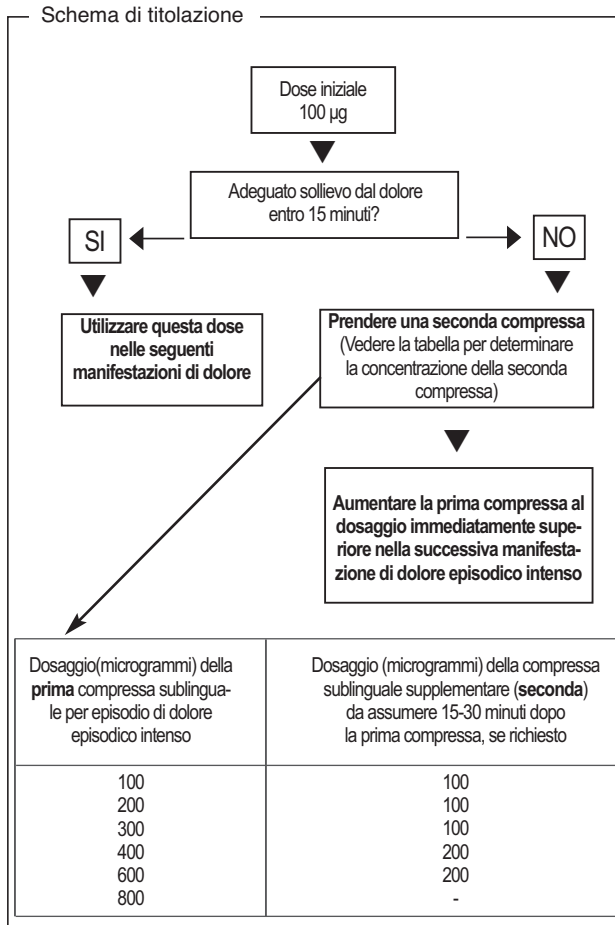 Schema di titolazione
Dose iniziale
100 µg
Adeguato sollievo dal dolore
entro 15 minuti?
SI
NO
Utilizzare questa dose
nelle seguenti
manifestazioni di dolore
Prendere una seconda compressa
(Vedere la tabella per determinare
la concentrazione della seconda
compressa)
Aumentare la prima compressa al
dosaggio immediatamente supe-
riore nella successiva manifesta-
zione di dolore episodico intenso
Dosaggio(microgrammi) della
prima compressa sublingua-
le per episodio di dolore
episodico intenso
Dosaggio (microgrammi) della compressa
sublinguale supplementare (seconda)
da assumere 15-30 minuti dopo
la prima compressa, se richiesto
100 100
200 100
300 100
400 200
600 200
800 -